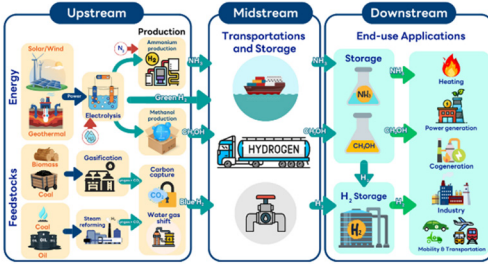 Upstream
Midstream
Downstream
Energy
Feedstocks
Solar/Wind
Geothermal
Power
Electrolysis
Production
Ammonium
production
N₂
H₂
Methanol
production
Biomass
Coal
Gasification
Carbon
capture
CO₂
Coal
Oil
Steam
reforming
Water gas
shift
NH₃
Green H₂
CH₃OH
Blue H₂
Transportations
and Storage
HYDROGEN
NH₃
CH₃OH
H₂
End-use Applications
Storage
NH₃
CH₃OH
H₂
H₂ Storage
H₂
NH₃
CH₃OH
H₂
Heating
Power generation
Cogeneration
Industry
Mobility & Transportation